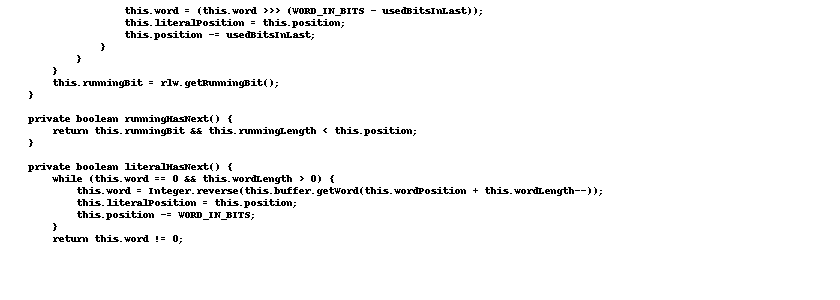 this.word = (this.word >>> (WORD_IN_BITS - usedBitsInLast));
this.literalPosition = this.position;
this.position -= usedBitsInLast;
}
}
}
this.runningBit = rlw.getRunningBit();
}
private boolean runningHasNext() {
return this.runningBit && this.runningLength < this.position;
}
private boolean literalHasNext() {
while (this.word == 0 && this.wordLength > 0) {
this.word = Integer.reverse(this.buffer.getWord(this.wordPosition + this.wordLength--));
this.literalPosition = this.position;
this.position -= WORD_IN_BITS;
}
return this.word != 0;